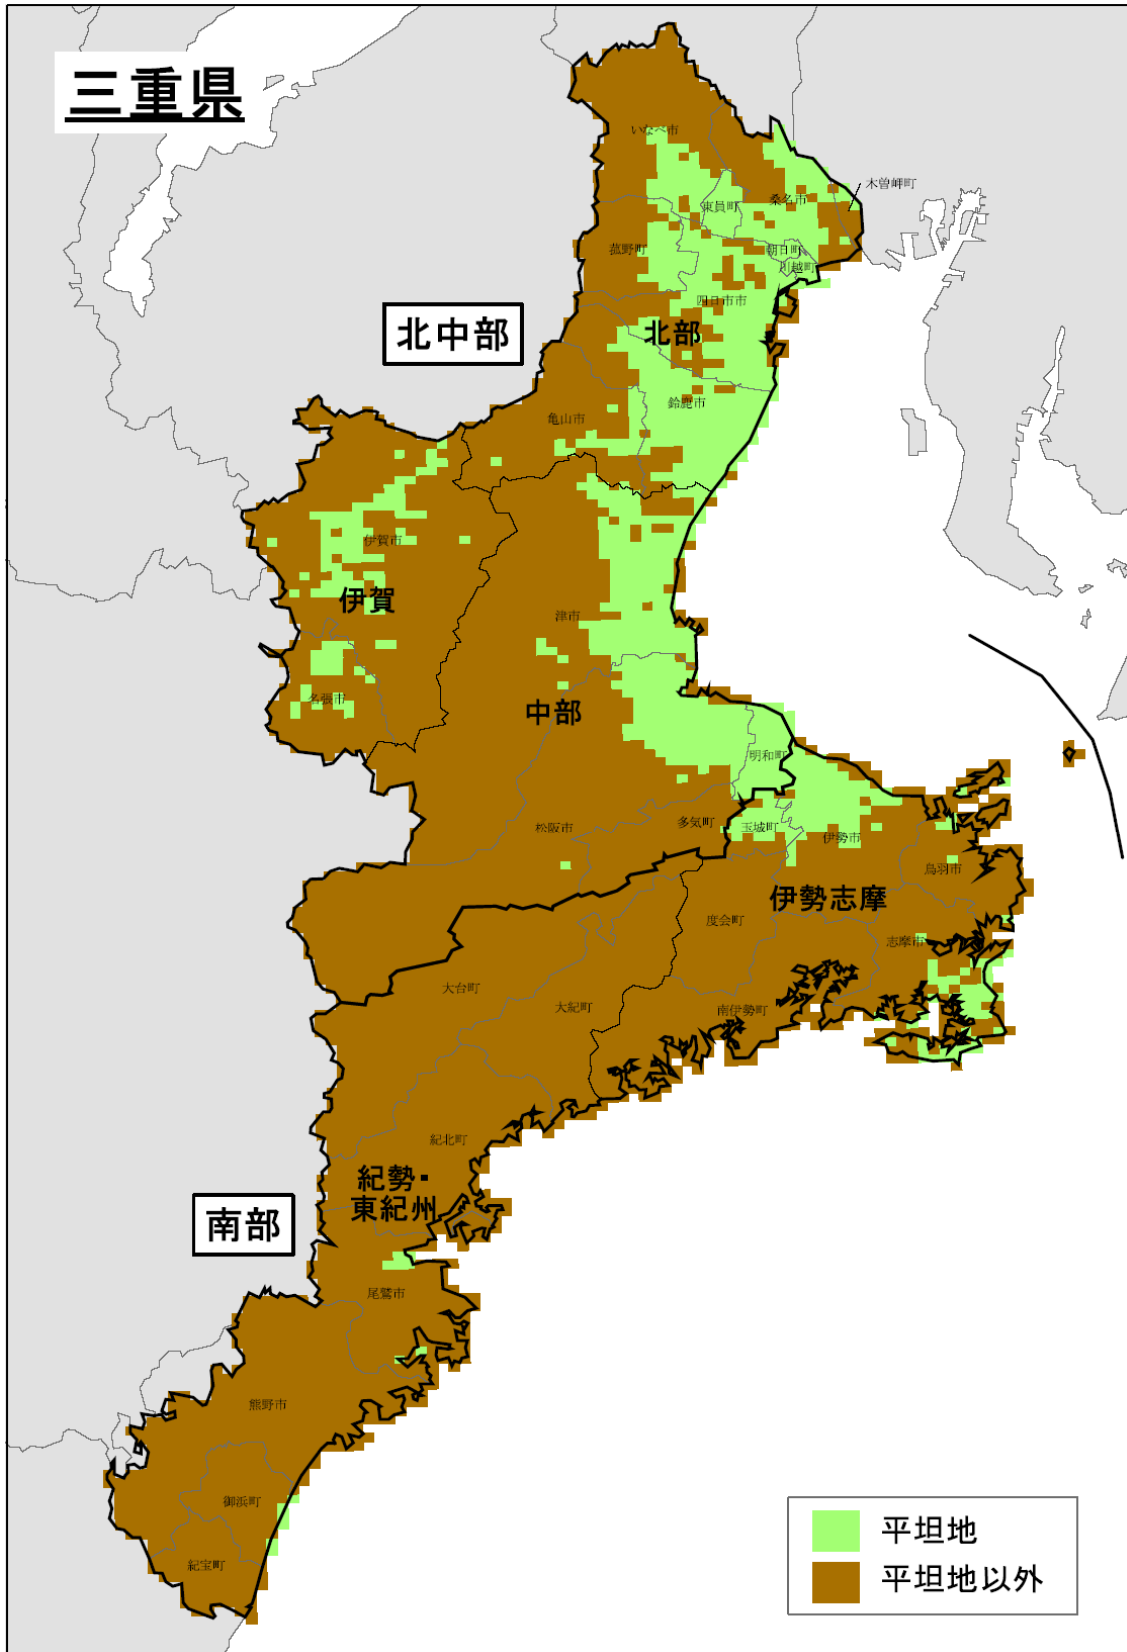 三重県
いなべ市
木曽岬町
桑名市
東員町
菰野町
朝日町
川越町
四日市市
北中部
北部
鈴鹿市
亀山市
伊賀市
伊賀
津市
名張市
中部
明和町
多気町
玉城町
松阪市
伊勢市
鳥羽市
伊勢志摩
度会町
志摩市
大台町
大紀町
南伊勢町
紀北町
紀勢・
東紀州
南部
尾鷲市
熊野市
御浜町
紀宝町
平坦地
平坦地以外